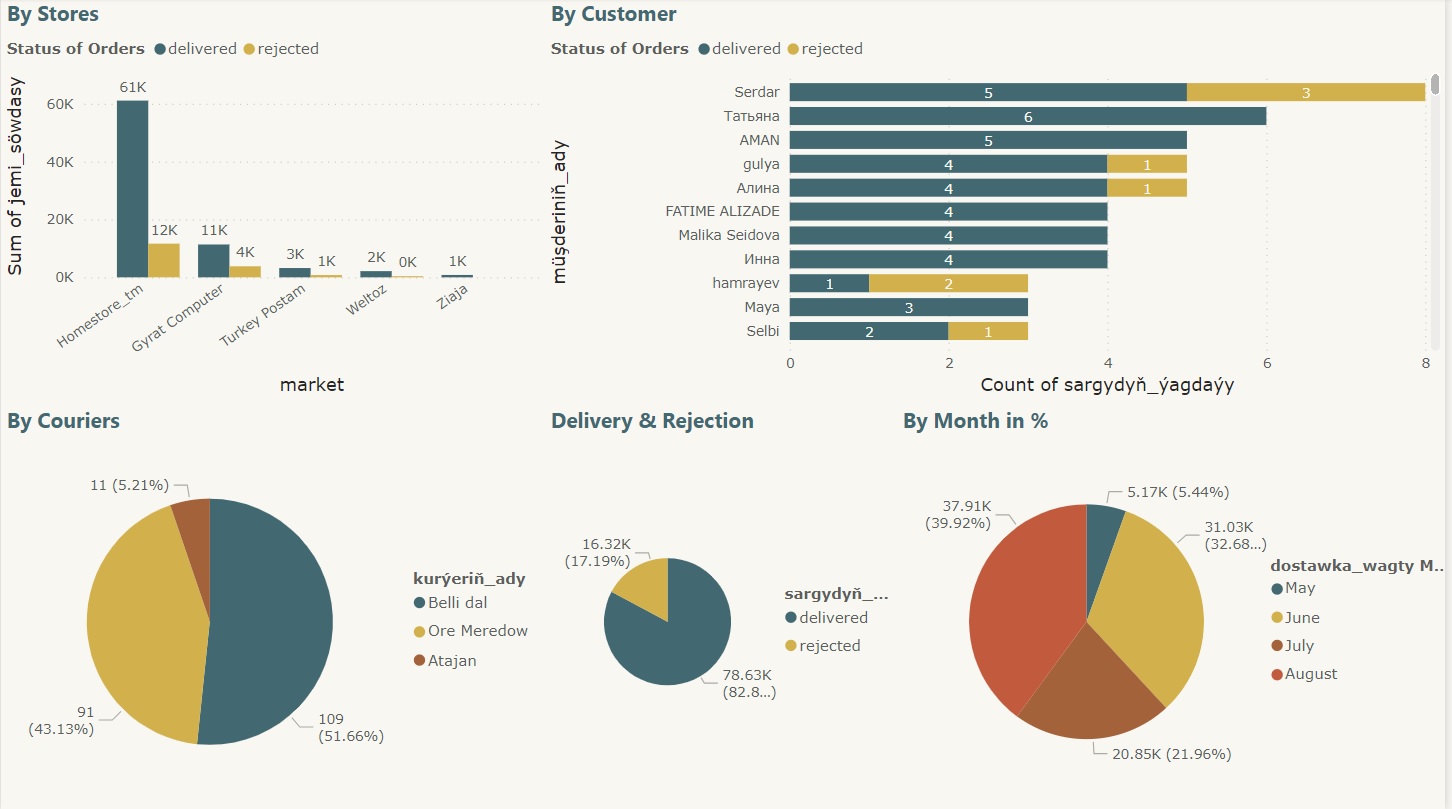 By Stores
Status of Orders delivered rejected
Sum of jemi_söwdasy
60K
40K
20K
0K
61K
12K
11K
4K
3K
1K
2K
0K
1K
Homestore_tm
Gyrat Computer
Turkey Postam
Weltoz
Ziaja
market
By Customer
Status of Orders delivered rejected
müşderiniň_ady
Serdar 5 3
Татьяна 6
AMAN 5
gulya 4 1
Алина 4 1
FATIME ALIZADE 4
Malika Seidova 4
Инна 4
hamrayev 1 2
Maya 3
Selbi 2 1
0 2 4 6 8
Count of sargydyň_ýagdaýy
By Couriers
11 (5.21%)
91
(43.13%)
109
(51.66%)
kurýeriň_ady
Belli dal
Ore Meredow
Atajan
Delivery & Rejection
16.32K
(17.19%)
78.63K
(82.8...)
sargydyň_...
delivered
rejected
By Month in %
5.17K (5.44%)
37.91K
(39.92%)
31.03K
(32.68...)
20.85K (21.96%)
dostawka_wagty M..
May
June
July
August